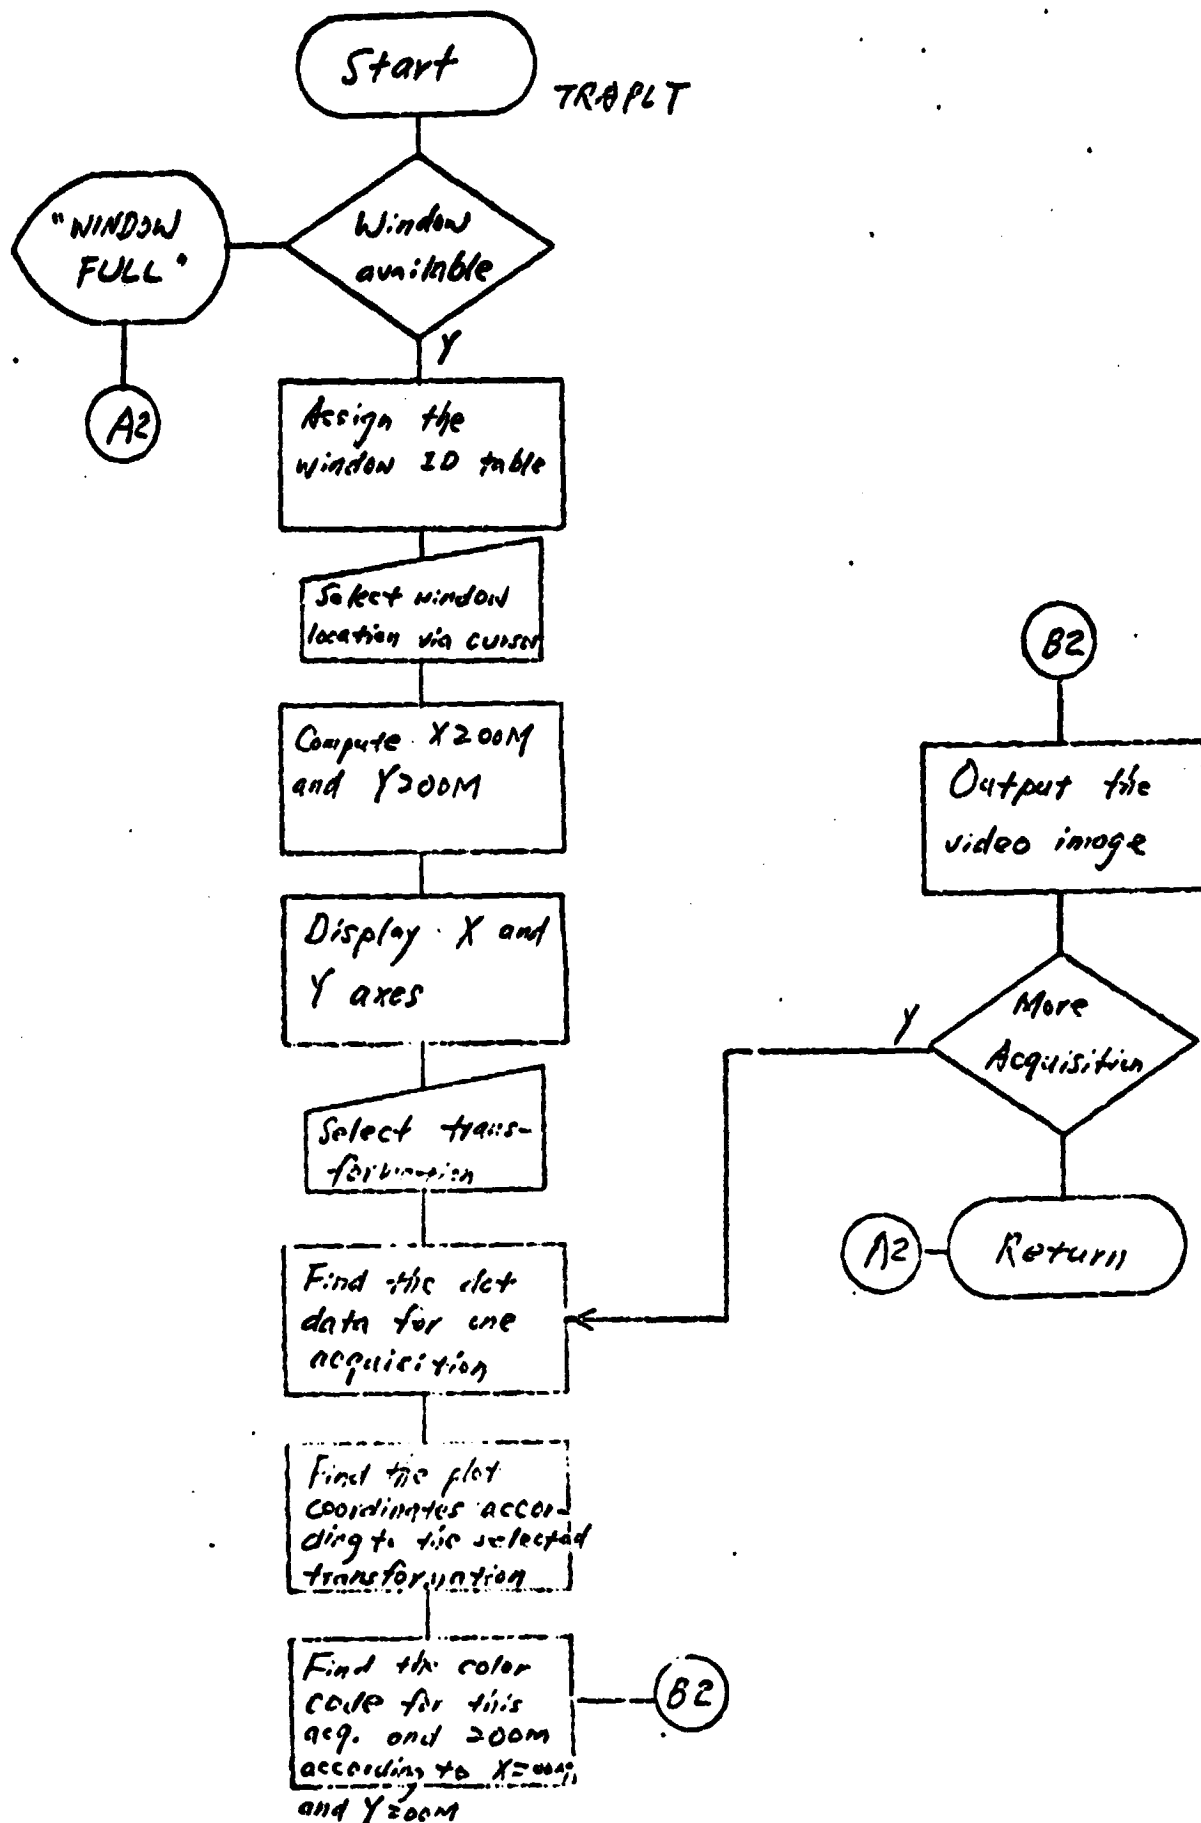 Start
TRAPLT
"WINDOW
FULL"
Window
available
Y
A2
Assign the
window ID table
Select window
location via cursor
Compute XZOOM
and YZOOM
Display X and
Y axes
Select trans-
formation
Find the dot
data for one
acquisition
Find the plot
coordinates accor-
ding to the selected
transformation
Find the color
code for this
acq. and ZOOM
according to XZOOM
and YZOOM
B2
B2
Output the
video image
More
Acquisition
Y
A2
Return